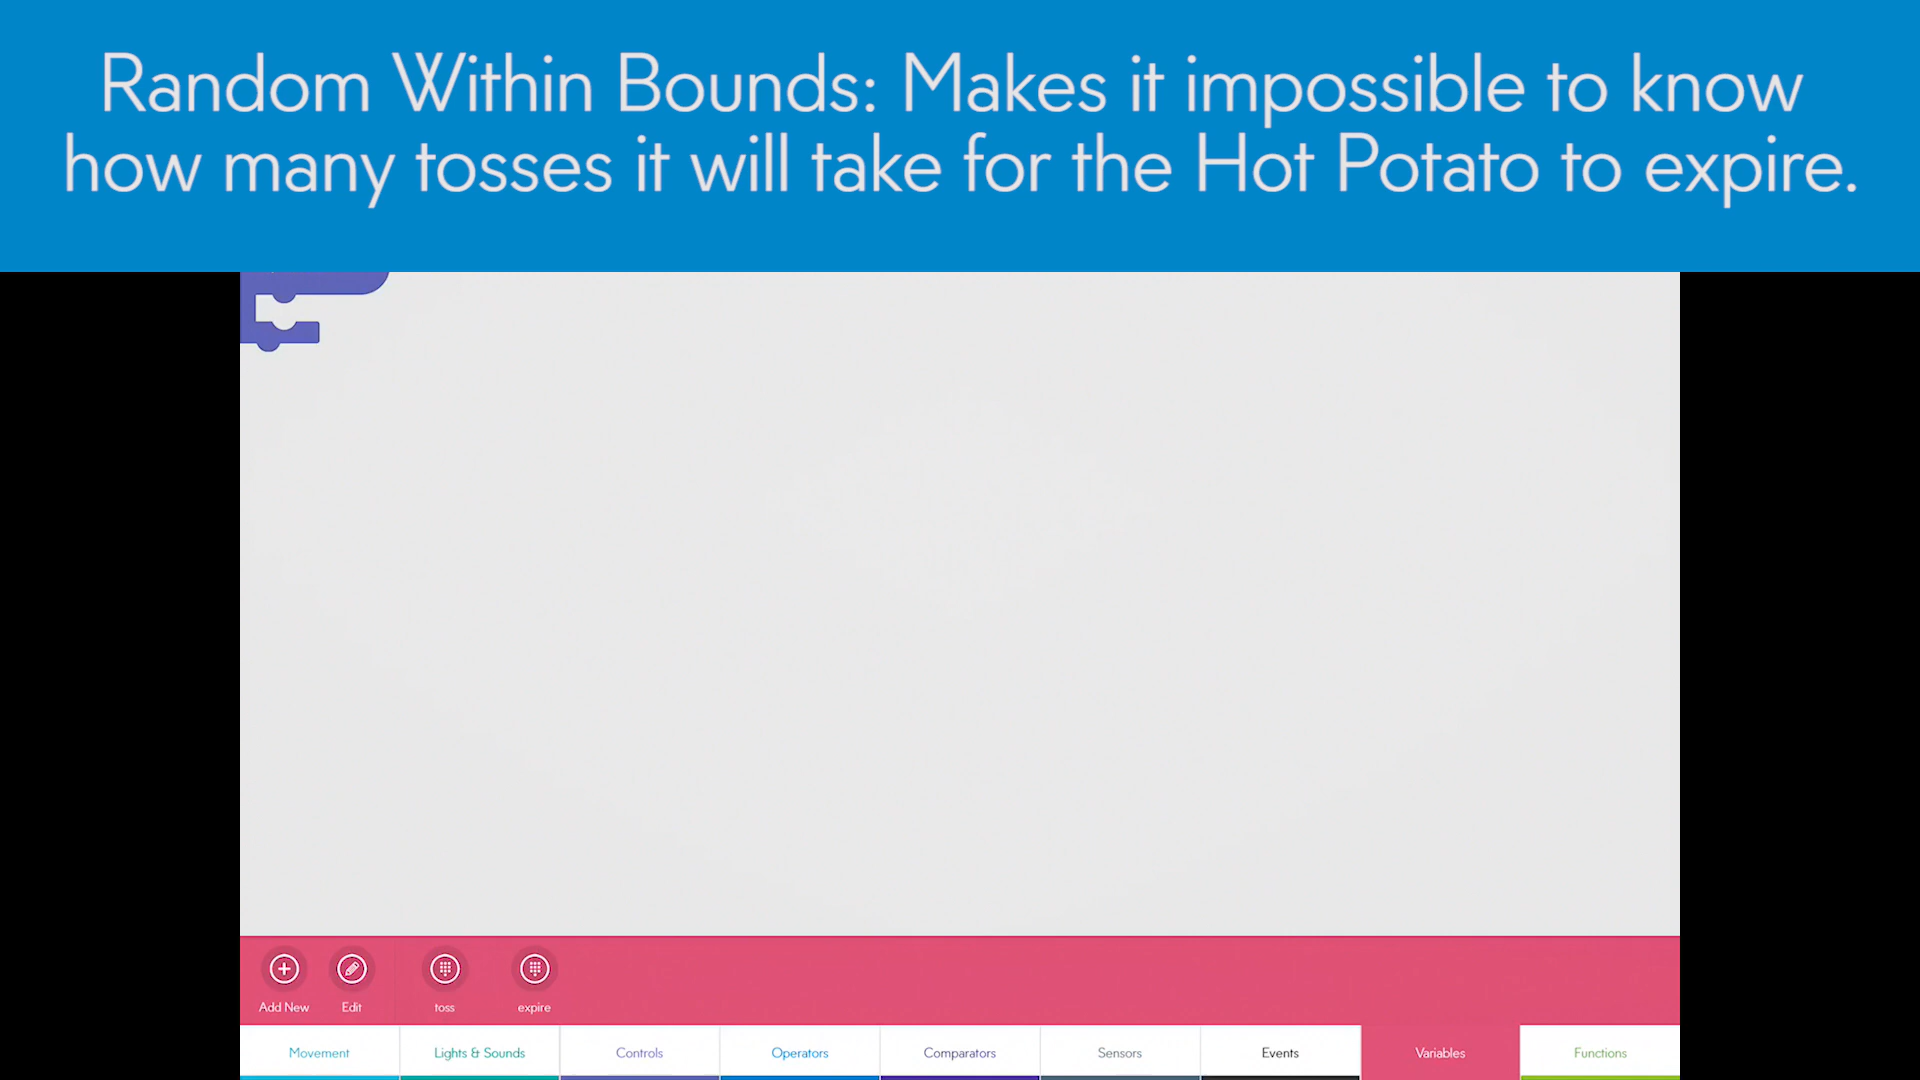 Random Within Bounds: Makes it impossible to know
how many tosses it will take for the Hot Potato to expire.
Add New Edit toss expire
Movement Lights & Sounds Controls Operators Comparators Sensors Events Variables Functions